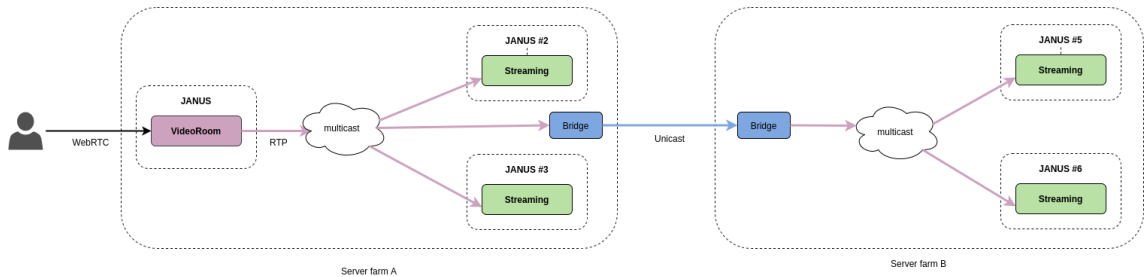 JANUS
VideoRoom
WebRTC
RTP
multicast
JANUS #2
Streaming
Bridge
JANUS #3
Streaming
Server farm A
Unicast
Bridge
multicast
JANUS #5
Streaming
JANUS #6
Streaming
Server farm B